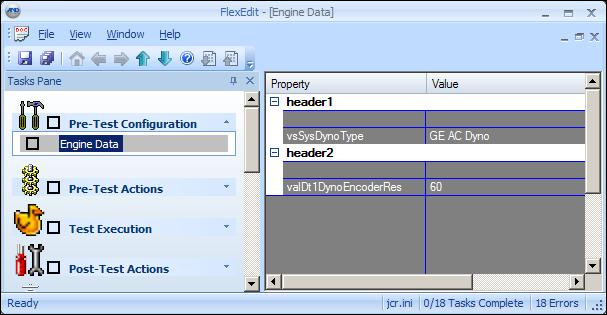 FlexEdit - [Engine Data]
File View Window Help
Tasks Pane
Pre-Test Configuration
Engine Data
Pre-Test Actions
Test Execution
Post-Test Actions
Property Value
header1
vsSysDynoType GE AC Dyno
header2
valDt1DynoEncoderRes 60
Ready jcr.ini 0/18 Tasks Complete 18 Errors